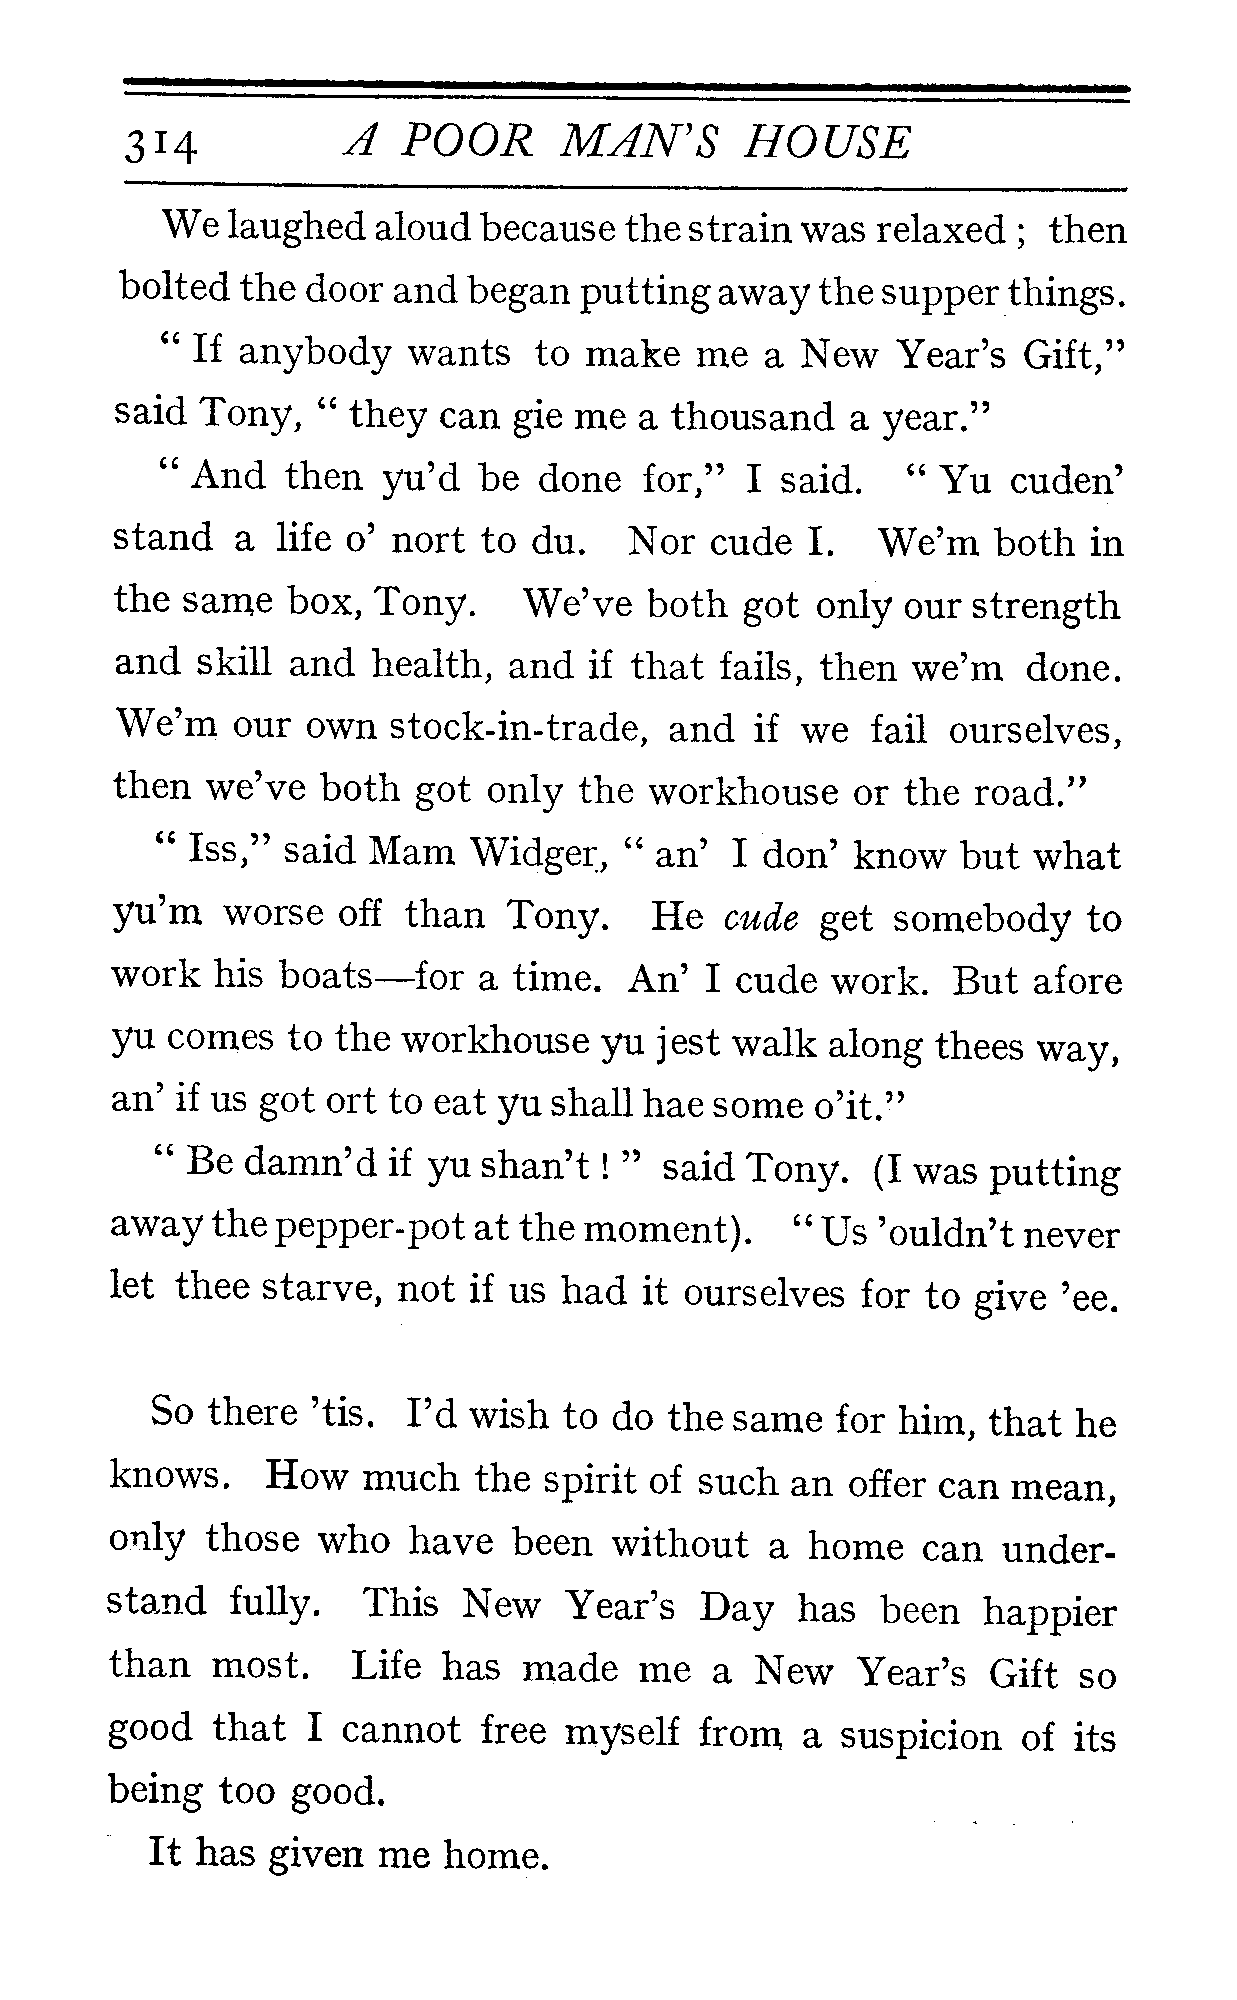 314 A POOR MAN'S HOUSE
We laughed aloud because the strain was relaxed ; then
bolted the door and began putting away the supper things.
“ If anybody wants to make me a New Year's Gift,”
said Tony, “ they can gie me a thousand a year.”
“ And then yu'd be done for,” I said. “ Yu cuden'
stand a life o' nort to du. Nor cude I. We'm both in
the same box, Tony. We've both got only our strength
and skill and health, and if that fails, then we'm done.
We'm our own stock-in-trade, and if we fail ourselves,
then we've both got only the workhouse or the road.”
“ Iss,” said Mam Widger, “ an' I don' know but what
yu'm worse off than Tony. He cude get somebody to
work his boats—for a time. An' I cude work. But afore
yu comes to the workhouse yu jest walk along thees way,
an' if us got ort to eat yu shall hae some o'it.”
“ Be damn'd if yu shan't ! ” said Tony. (I was putting
away the pepper-pot at the moment). “ Us 'ouldn't never
let thee starve, not if us had it ourselves for to give 'ee.
So there 'tis. I'd wish to do the same for him, that he
knows. How much the spirit of such an offer can mean,
only those who have been without a home can under-
stand fully. This New Year's Day has been happier
than most. Life has made me a New Year's Gift so
good that I cannot free myself from a suspicion of its
being too good.
It has given me home.